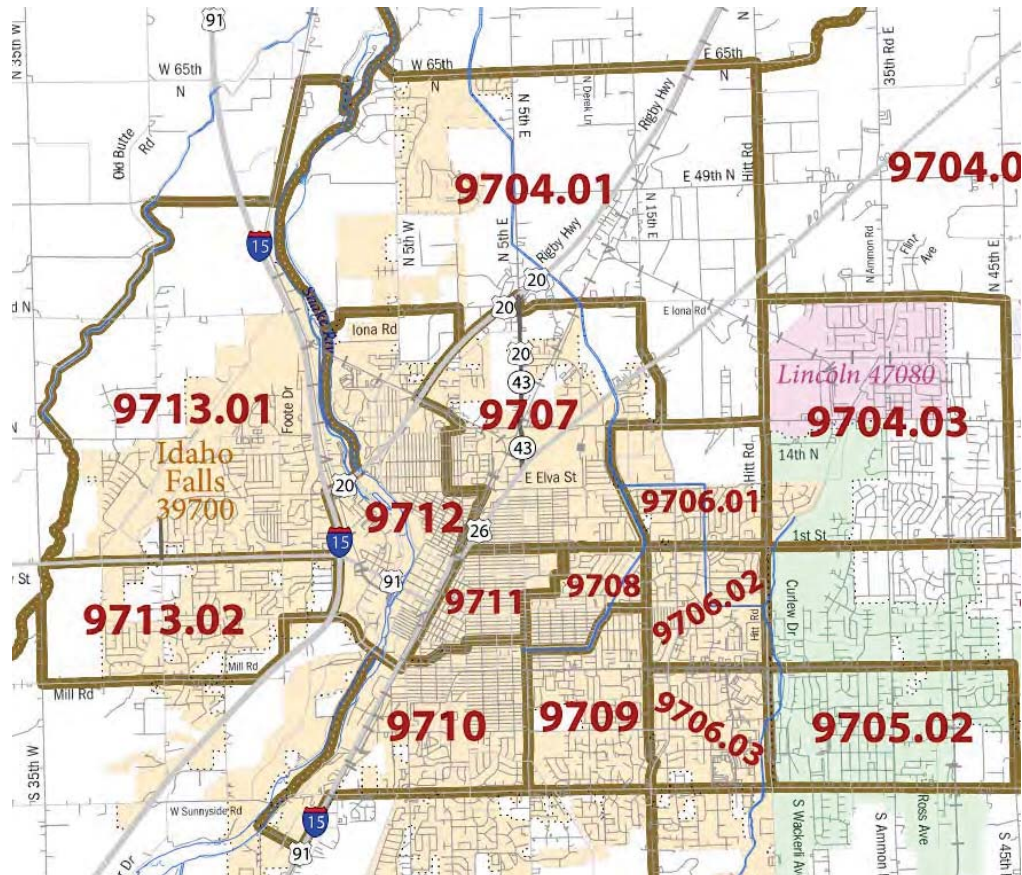 N 35th W
91
W 65th
N
W 65th
N
E 65th
N
N
35th Rd E
N Derek Ln
N 5th E
Rigby Hwy
Old Butte
Rd
Hitt Rd
E 49th N
9704.01
9704.0
N 15th E
N 5th W
N 5th E
Rigby Hwy
15
N Ammon Rd
Flint
Ave
N 45th E
20
20
Snake Riv
Iona Rd
E Iona Rd
20
43
Lincoln 47080
9713.01
Foote Dr
9707
9704.03
Idaho
Falls
39700
43
Hitt Rd
14th N
E Elva St
20
9712
9706.01
26
1st St
15
91
9711
9708
9706.02
Curlew Dr
9713.02
Hitt Rd
Mill Rd
Mill Rd
9710
9709
9706.03
9705.02
S 35th W
W Sunnyside Rd
15
91
S Wackerli Av
S Ammon
Ross Ave
S 45th